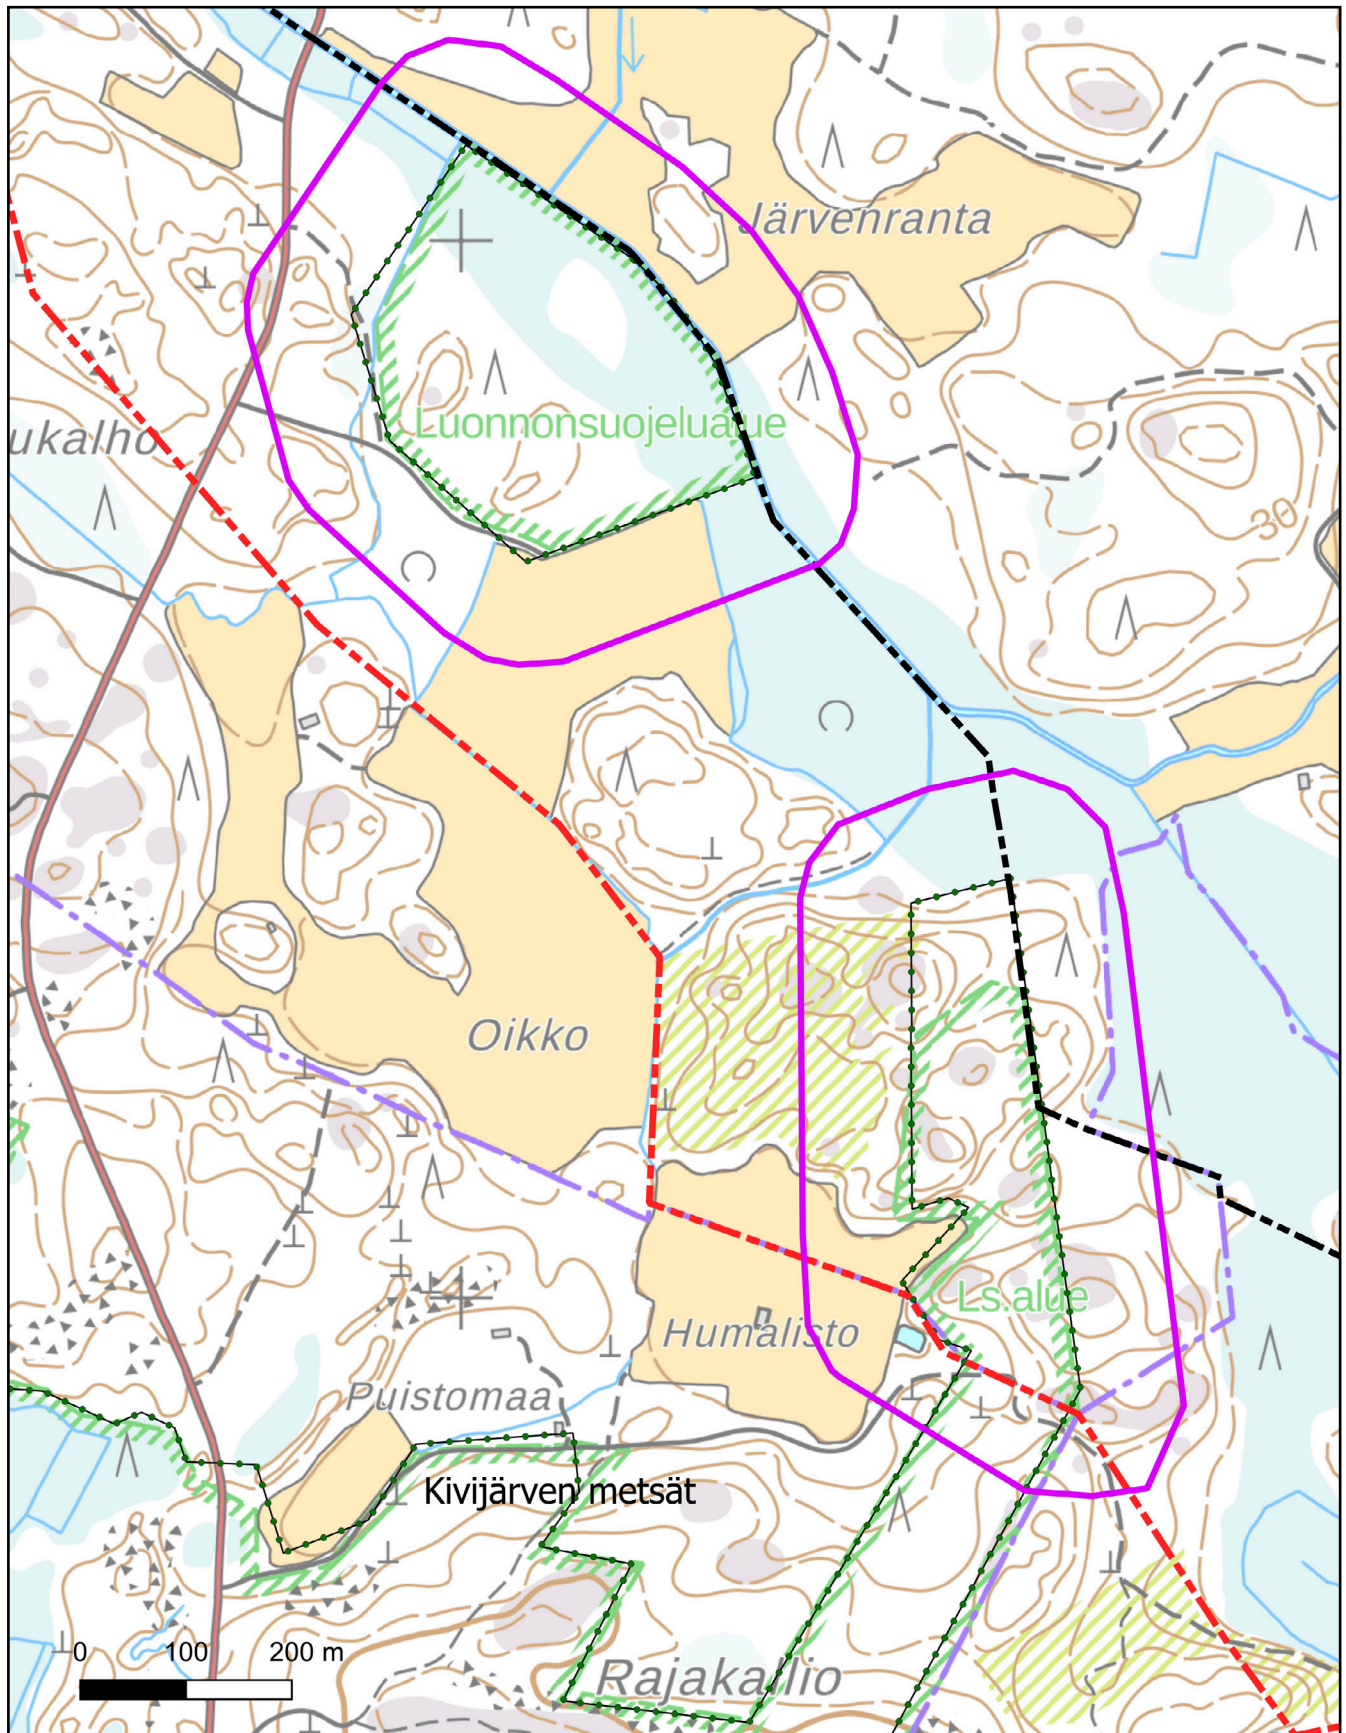 Järvenranta
Luonnonsuojelualue
ukalho
30
Oikko
Ls.alue
Humalisto
Puistomaa
Kivijärven metsät
0 100 200 m
Rajakallio